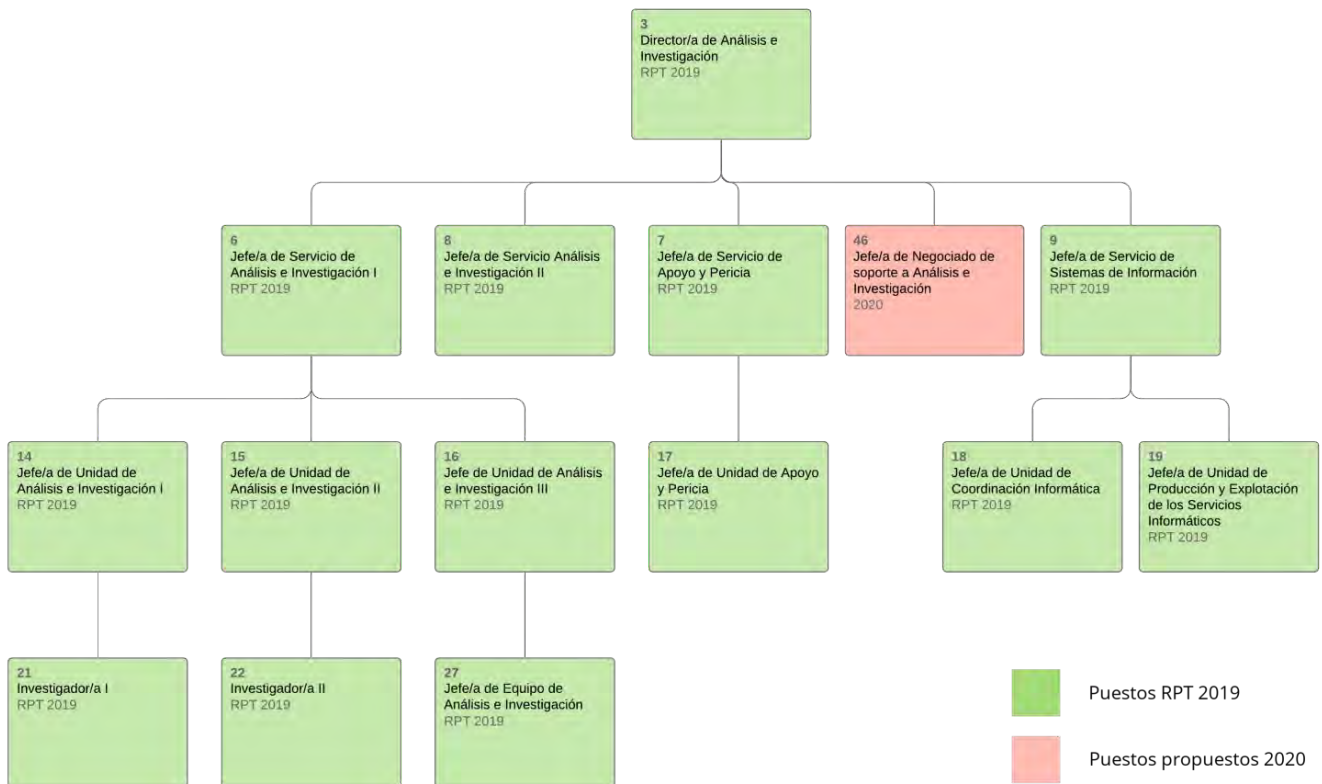 3
Director/a de Análisis e
Investigación
RPT 2019
6
Jefe/a de Servicio de
Análisis e Investigación I
RPT 2019
8
Jefe/a de Servicio Análisis
e Investigación II
RPT 2019
7
Jefe/a de Servicio de
Apoyo y Pericia
RPT 2019
46
Jefe/a de Negociado de
soporte a Análisis e
Investigación
2020
9
Jefe/a de Servicio de
Sistemas de Información
RPT 2019
14
Jefe/a de Unidad de
Análisis e Investigación I
RPT 2019
15
Jefe/a de Unidad de
Análisis e Investigación II
RPT 2019
16
Jefe de Unidad de Análisis
e Investigación III
RPT 2019
17
Jefe/a de Unidad de Apoyo
y Pericia
RPT 2019
18
Jefe/a de Unidad de
Coordinación Informática
RPT 2019
19
Jefe/a de Unidad de
Producción y Explotación
de los Servicios
Informáticos
RPT 2019
21
Investigador/a I
RPT 2019
22
Investigador/a II
RPT 2019
27
Jefe/a de Equipo de
Análisis e Investigación
RPT 2019
Puestos RPT 2019
Puestos propuestos 2020